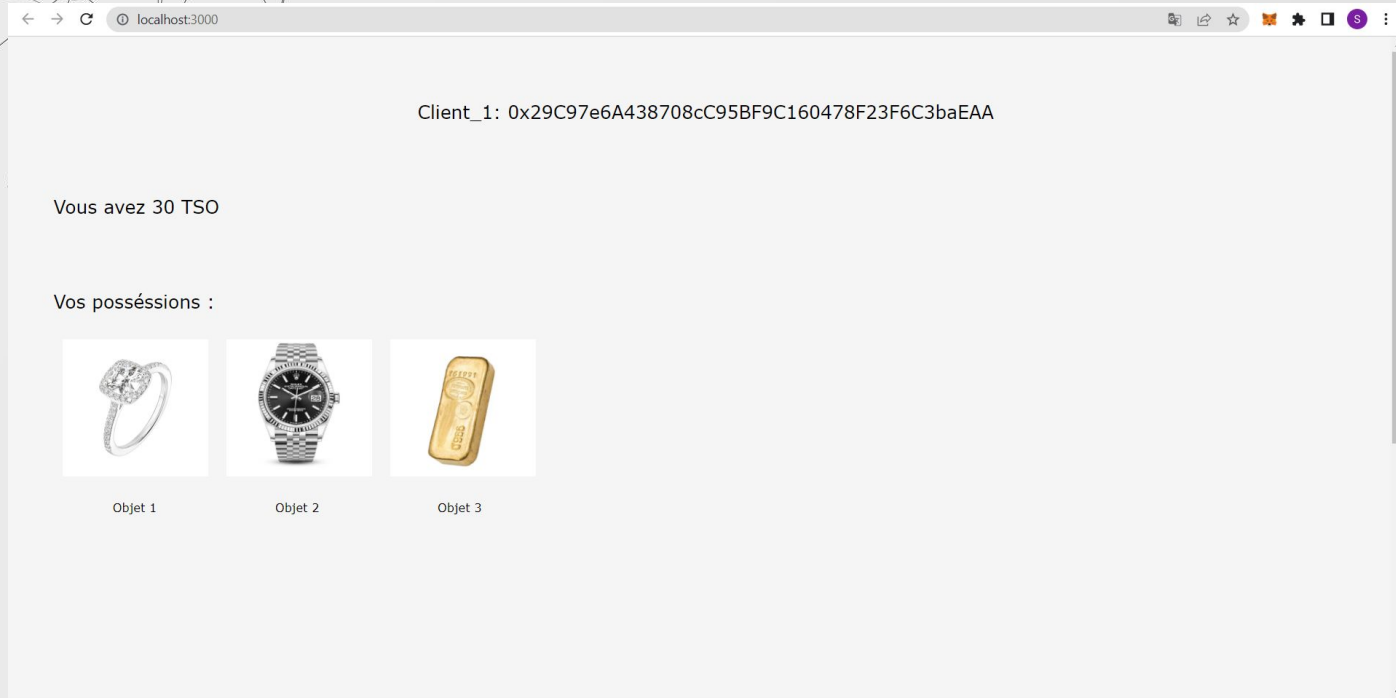 localhost:3000
S
Client_1: 0x29C97e6A438708cC95BF9C160478F23F6C3baEAA
Vous avez 30 TSO
Vos posséssions :
Objet 1
Objet 2
Objet 3